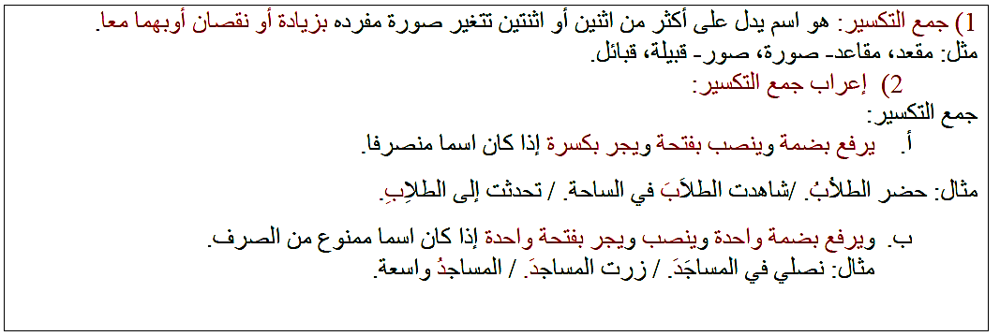 1) جمع التكسير: هو اسم يدل على أكثر من اثنين أو اثنتين تتغير صورة مفرده بزيادة أو نقصان أوبهما معا.
مثل: مقعد، مقاعد- صورة، صور- قبيلة، قبائل.
2) إعراب جمع التكسير:
جمع التكسير:
أ. يرفع بضمة وينصب بفتحة ويجر بكسرة إذا كان اسما منصرفا.
مثال: حضر الطلاُبُ. /شاهدت الطلاَبَ في الساحة. / تحدثت إلى الطلاِبِ.
ب. ويرفع بضمة واحدة وينصب ويجر بفتحة واحدة إذا كان اسما ممنوع من الصرف.
مثال: نصلي في المساجَدَ. / زرت المساجدَ. / المساجدُ واسعة.